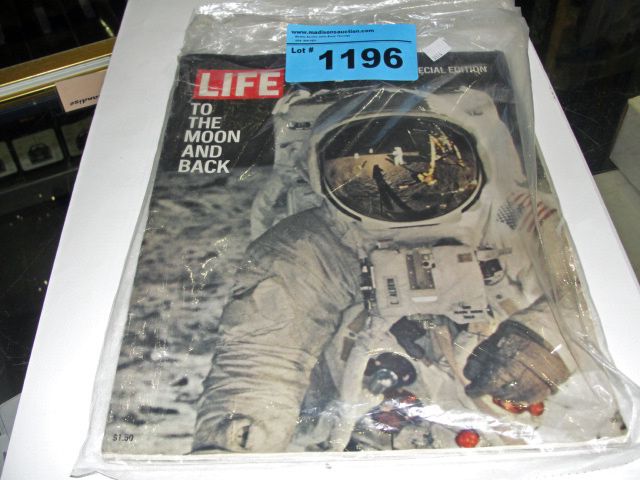 www.madisonsauction.com
Lot #
1196
LIFE
SPECIAL EDITION
TO
THE
MOON
AND
BACK
$1.50